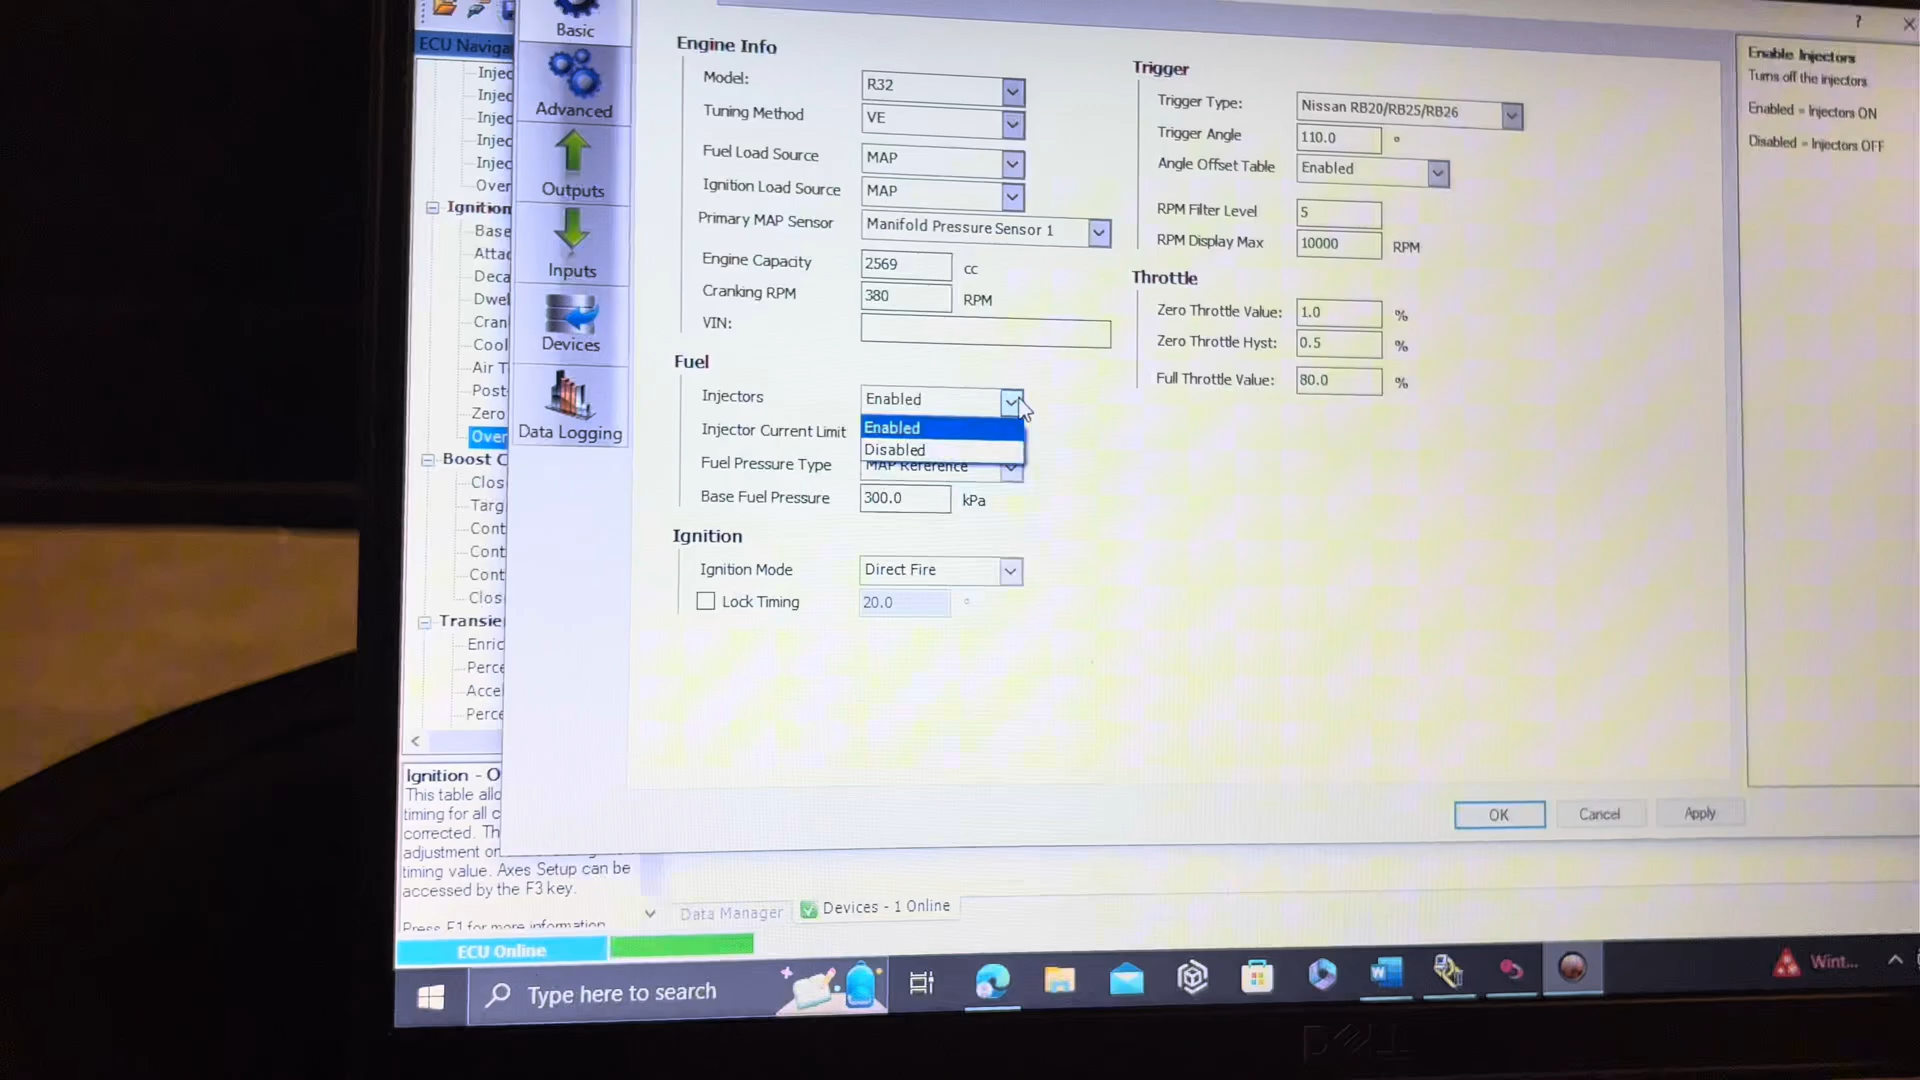 Basic
ECU Naviga
Injec
Injec
Injec
Injec
Injec
Over
Ignition
Base
Attac
Deca
Dwel
Cran
Cool
Air T
Post
Zero
Over
Boost C
Clos
Targ
Cont
Cont
Cont
Clos
Transie
Enric
Perce
Acce
Perce
Advanced
Outputs
Inputs
Devices
Data Logging
Engine Info
Model: R32
Tuning Method VE
Fuel Load Source MAP
Ignition Load Source MAP
Primary MAP Sensor Manifold Pressure Sensor 1
Engine Capacity 2569 cc
Cranking RPM 380 RPM
VIN:
Fuel
Injectors Enabled
Enabled
Disabled
Injector Current Limit
Fuel Pressure Type MAP Reference
Base Fuel Pressure 300.0 kPa
Ignition
Ignition Mode Direct Fire
Lock Timing 20.0 °
Trigger
Trigger Type: Nissan RB20/RB25/RB26
Trigger Angle 110.0 °
Angle Offset Table Enabled
RPM Filter Level 5
RPM Display Max 10000 RPM
Throttle
Zero Throttle Value: 1.0 %
Zero Throttle Hyst: 0.5 %
Full Throttle Value: 80.0 %
? ×
Enable Injectors
Turns off the injectors
Enabled = Injectors ON
Disabled = Injectors OFF
OK Cancel Apply
Ignition - O
This table allo
timing for all c
corrected. Th
adjustment on
timing value. Axes Setup can be
accessed by the F3 key.
Press F1 for more information
Data Manager Devices - 1 Online
ECU Online
Type here to search
Wint...
DELL